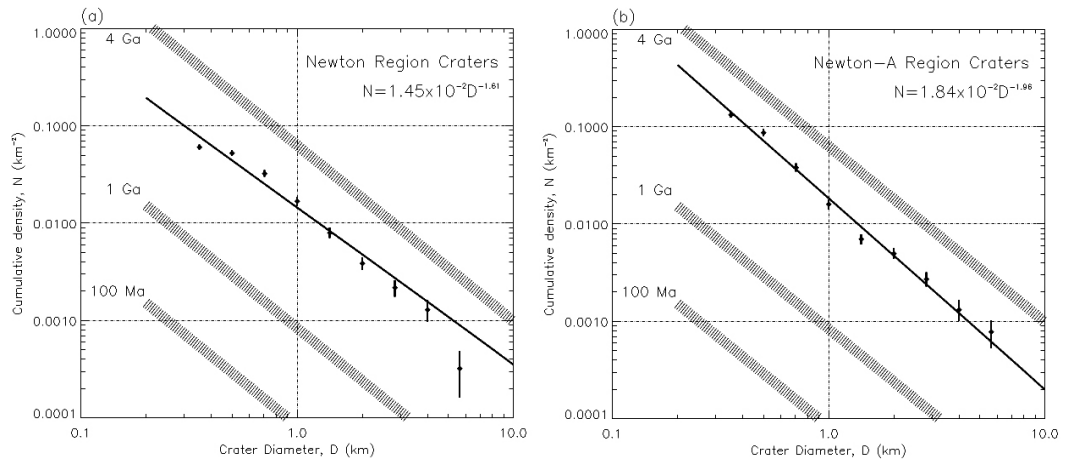 (a)
1.0000
4 Ga
Newton Region Craters
N=1.45x10⁻²D⁻¹·⁶¹
0.1000
1 Ga
0.0100
100 Ma
0.0010
0.0001
0.1
1.0
10.0
Crater Diameter, D (km)
Cumulative density, N (km⁻²)
(b)
1.0000
4 Ga
Newton-A Region Craters
N=1.84x10⁻²D⁻¹·⁹⁶
0.1000
1 Ga
0.0100
100 Ma
0.0010
0.0001
0.1
1.0
10.0
Crater Diameter, D (km)
Cumulative density, N (km⁻²)